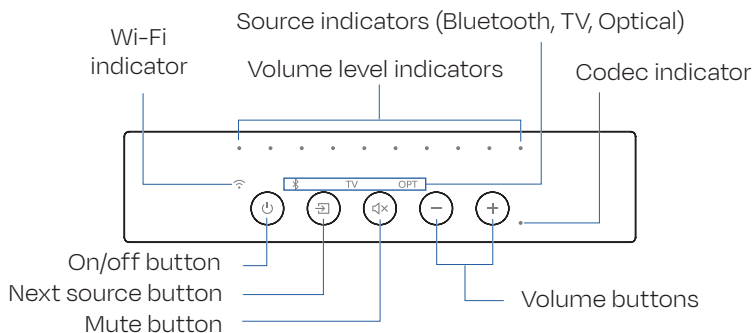 Source indicators (Bluetooth, TV, Optical)
Wi-Fi
indicator
Volume level indicators
Codec indicator
TV
OPT
On/off button
Next source button
Mute button
Volume buttons